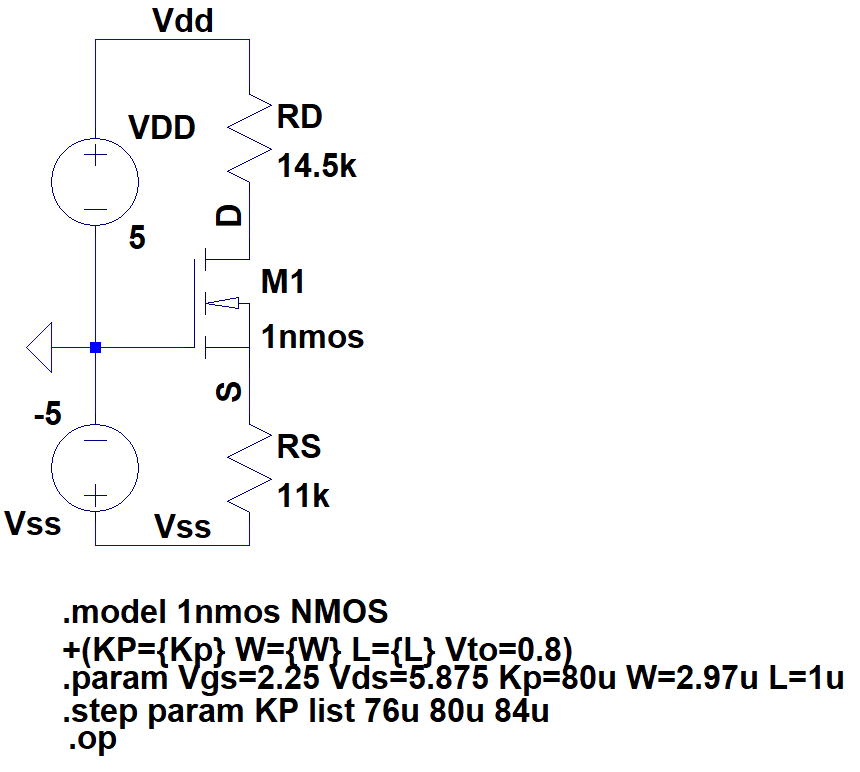 Vdd
VDD
5
RD
14.5k
D
M1
1nmos
S
-5
RS
11k
Vss
Vss
.model 1nmos NMOS
+(KP={Kp} W={W} L={L} Vto=0.8)
.param Vgs=2.25 Vds=5.875 Kp=80u W=2.97u L=1u
.step param KP list 76u 80u 84u
.op